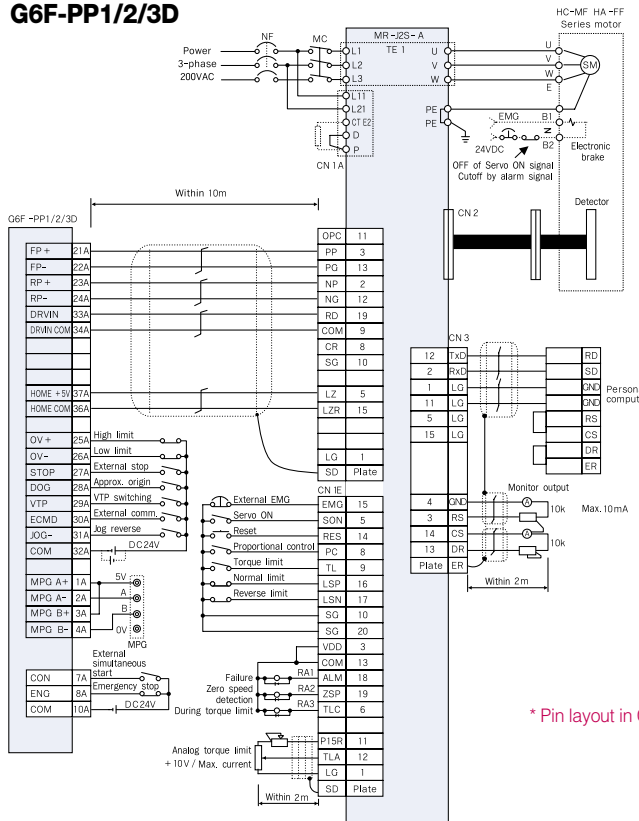 G6F-PP1/2/3D
HC-MF HA-FF
Series motor
NF
MC
MR-J2S-A
TE 1
Power
3-phase
200VAC
L1
L2
L3
U
V
W
U
V
W
E
SM
L11
L21
CT E2
D
P
CN 1A
PE
PE
EMG
B1
B2
24VDC
Electronic
brake
OFF of Servo ON signal
Cutoff by alarm signal
Detector
CN 2
Within 10m
G6F -PP1/2/3D
FP + 21A
FP- 22A
RP + 23A
RP- 24A
DRVIN 33A
DRVIN COM 34A
HOME +5V 37A
HOME COM 36A
OV + 25A High limit
OV- 26A Low limit
STOP 27A External stop
DOG 28A Approx. origin
VTP 29A VTP switching
ECMD 30A External comm.
JOG- 31A Jog reverse
COM 32A DC24V
MPG A+ 1A 5V
MPG A- 2A A
MPG B+ 3A B
MPG B- 4A 0V
MPG
External
simultaneous
start
CON 7A
Emergency stop
ENG 8A
COM 10A DC24V
OPC 11
PP 3
PG 13
NP 2
NG 12
RD 19
COM 9
CR 8
SG 10
LZ 5
LZR 15
LG 1
SD Plate
CN 1E
External EMG EMG 15
Servo ON SON 5
Reset RES 14
Proportional control PC 8
Torque limit TL 9
Normal limit LSP 16
Reverse limit LSN 17
SG 10
SG 20
VDD 3
COM 13
Failure RA1 ALM 18
Zero speed
detection RA2 ZSP 19
During torque limit RA3 TLC 6
P15R 11
Analog torque limit
+10V / Max. current
TLA 12
LG 1
SD Plate
Within 2m
CN 3
12 TxD RD
2 RxD SD
1 LG GND
11 LG GND
5 LG RS
15 LG CS
DR
ER
Person
comput
Monitor output
4 GND A 10k
3 RS
14 CS A 10k
13 DR
Plate ER
Max. 10mA
Within 2m
* Pin layout in